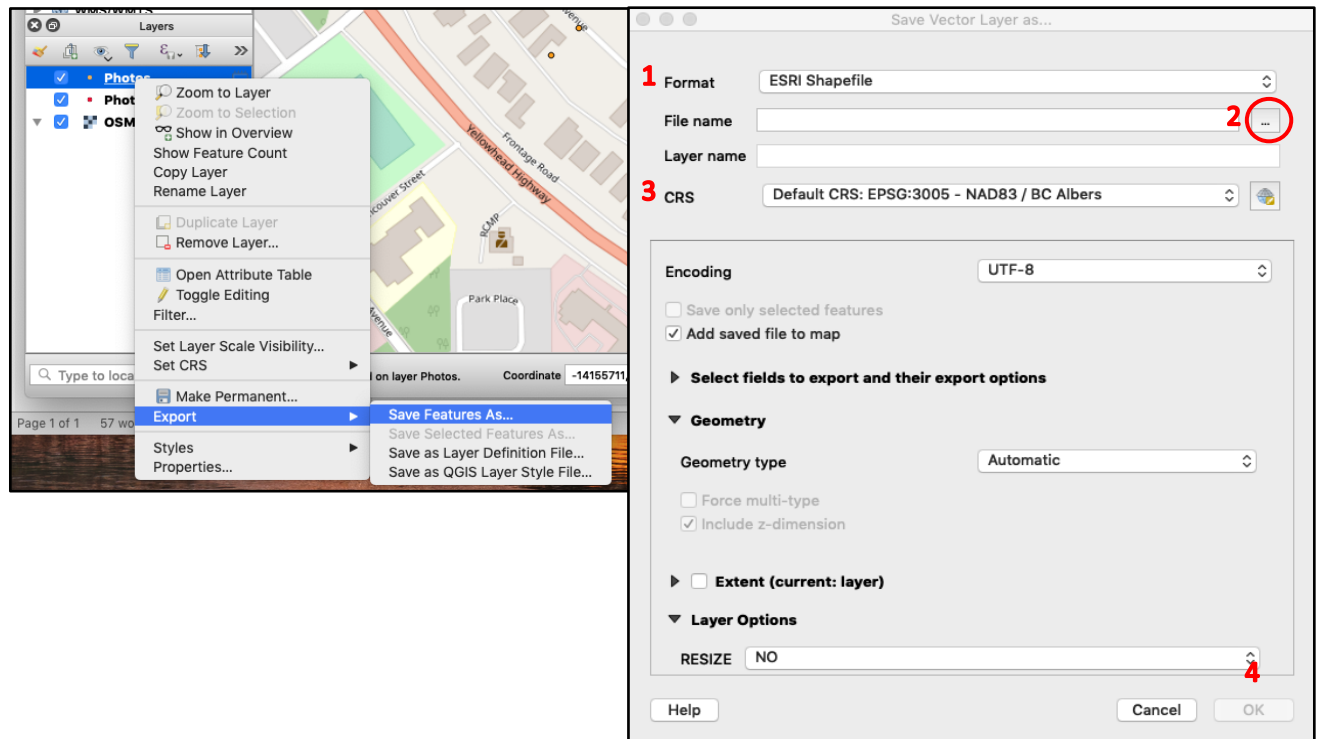 WMS/WMTS
Layers
Photos
Phot
OSM
Zoom to Layer
Zoom to Selection
Show in Overview
Show Feature Count
Copy Layer
Rename Layer
Duplicate Layer
Remove Layer...
Open Attribute Table
Toggle Editing
Filter...
Set Layer Scale Visibility...
Set CRS
Make Permanent...
Export
Styles
Properties...
Save Features As...
Save Selected Features As...
Save as Layer Definition File...
Save as QGIS Layer Style File...
Type to loca
on layer Photos.
Coordinate
-14155711,
Page 1 of 1
57 wo
Yellowhead Highway
Frontage Road
ncouver Street
RCMP
Park Place
Avenue
Save Vector Layer as...
1 Format ESRI Shapefile
File name 2 ...
Layer name
3 CRS Default CRS: EPSG:3005 - NAD83 / BC Albers
Encoding UTF-8
Save only selected features
Add saved file to map
Select fields to export and their export options
Geometry
Geometry type Automatic
Force multi-type
Include z-dimension
Extent (current: layer)
Layer Options
RESIZE NO
4
Help Cancel OK